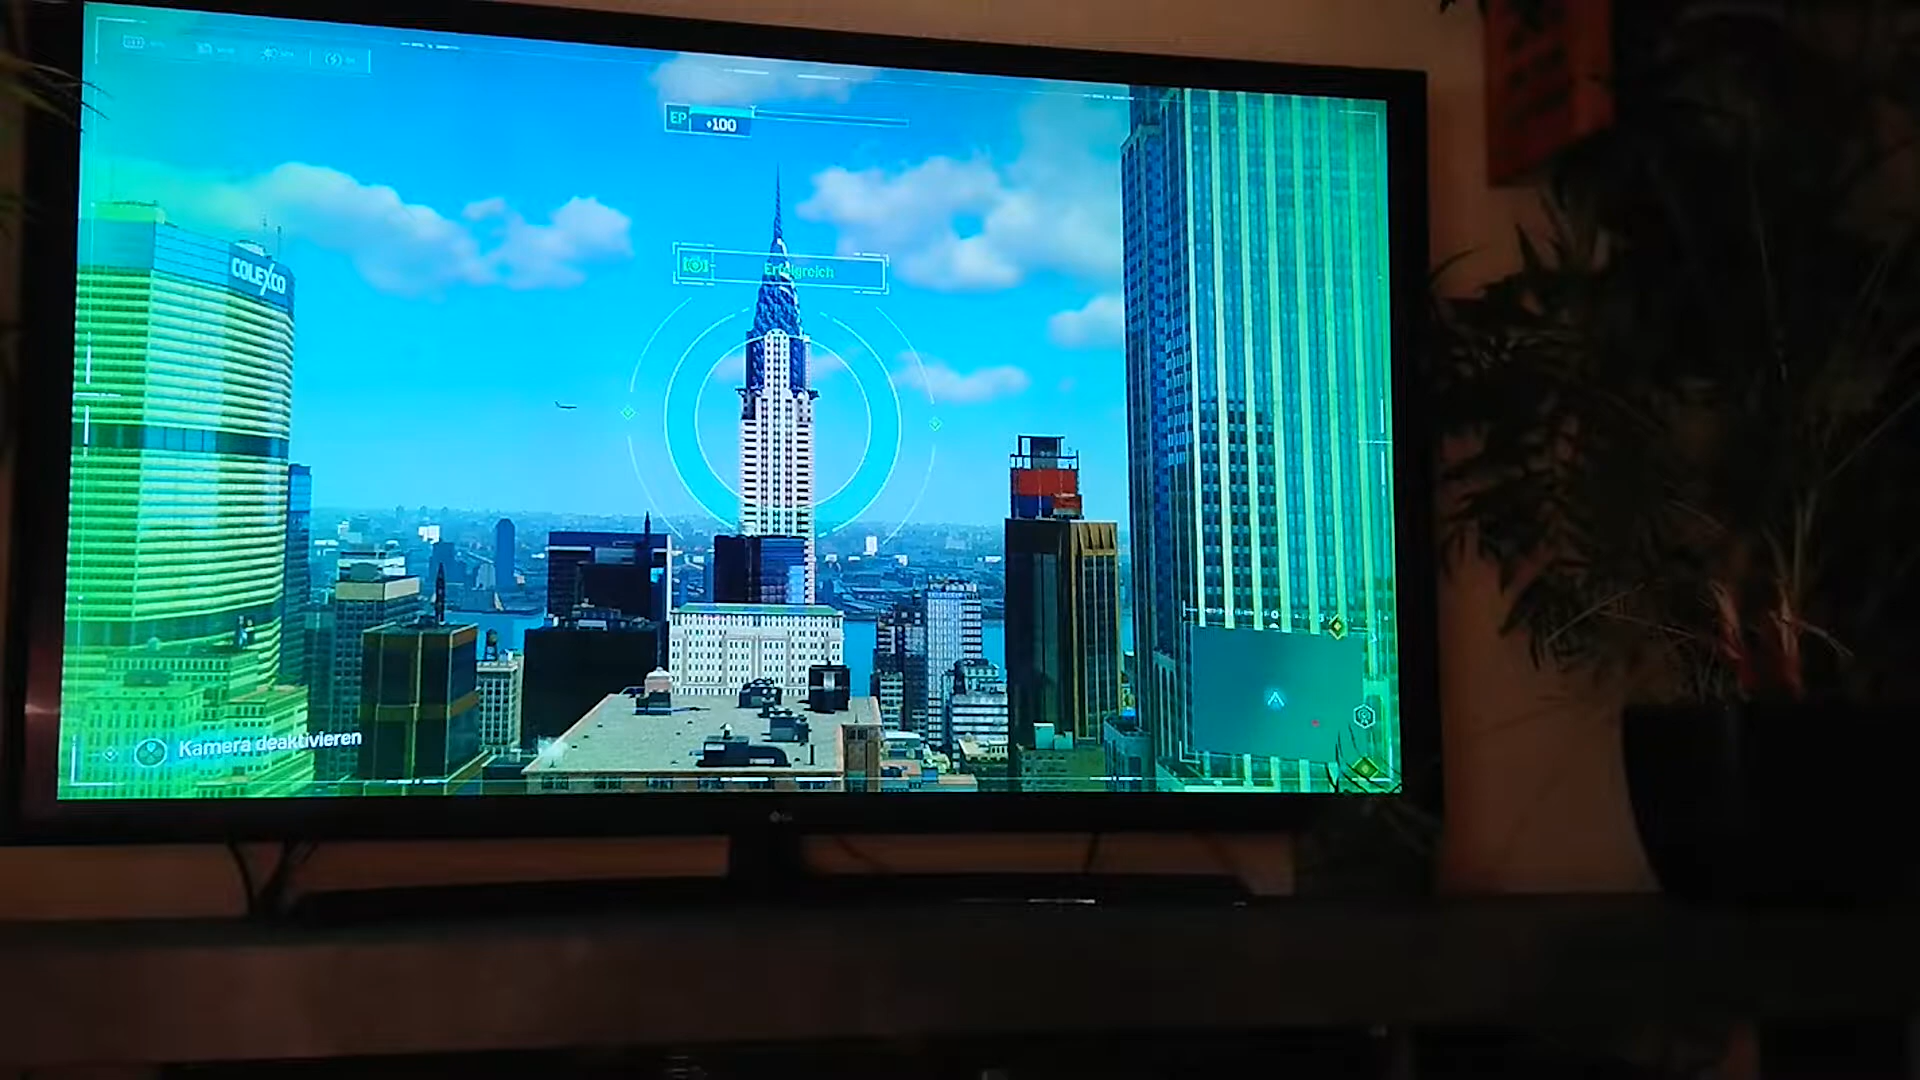 EP +100
COLEXCO
Erfolgreich
Kamera deaktivieren
LG